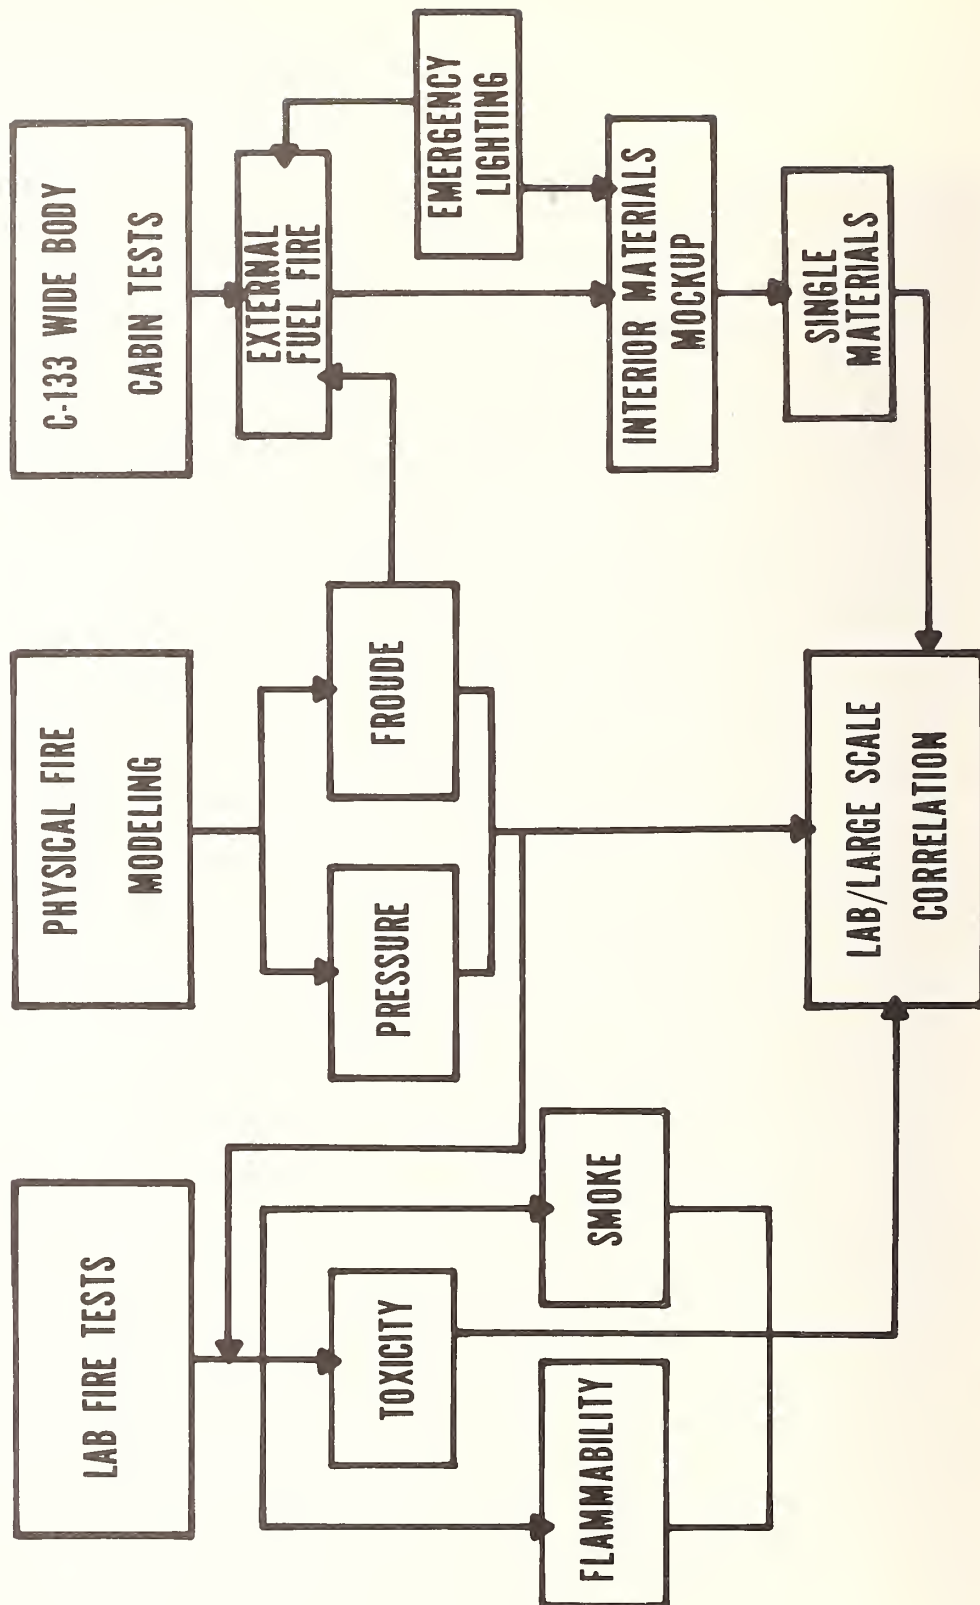 LAB FIRE TESTS
PHYSICAL FIRE
MODELING
C-133 WIDE BODY
CABIN TESTS
TOXICITY
PRESSURE
FROUDE
EXTERNAL
FUEL FIRE
FLAMMABILITY
SMOKE
EMERGENCY
LIGHTING
INTERIOR MATERIALS
MOCKUP
SINGLE
MATERIALS
LAB/LARGE SCALE
CORRELATION